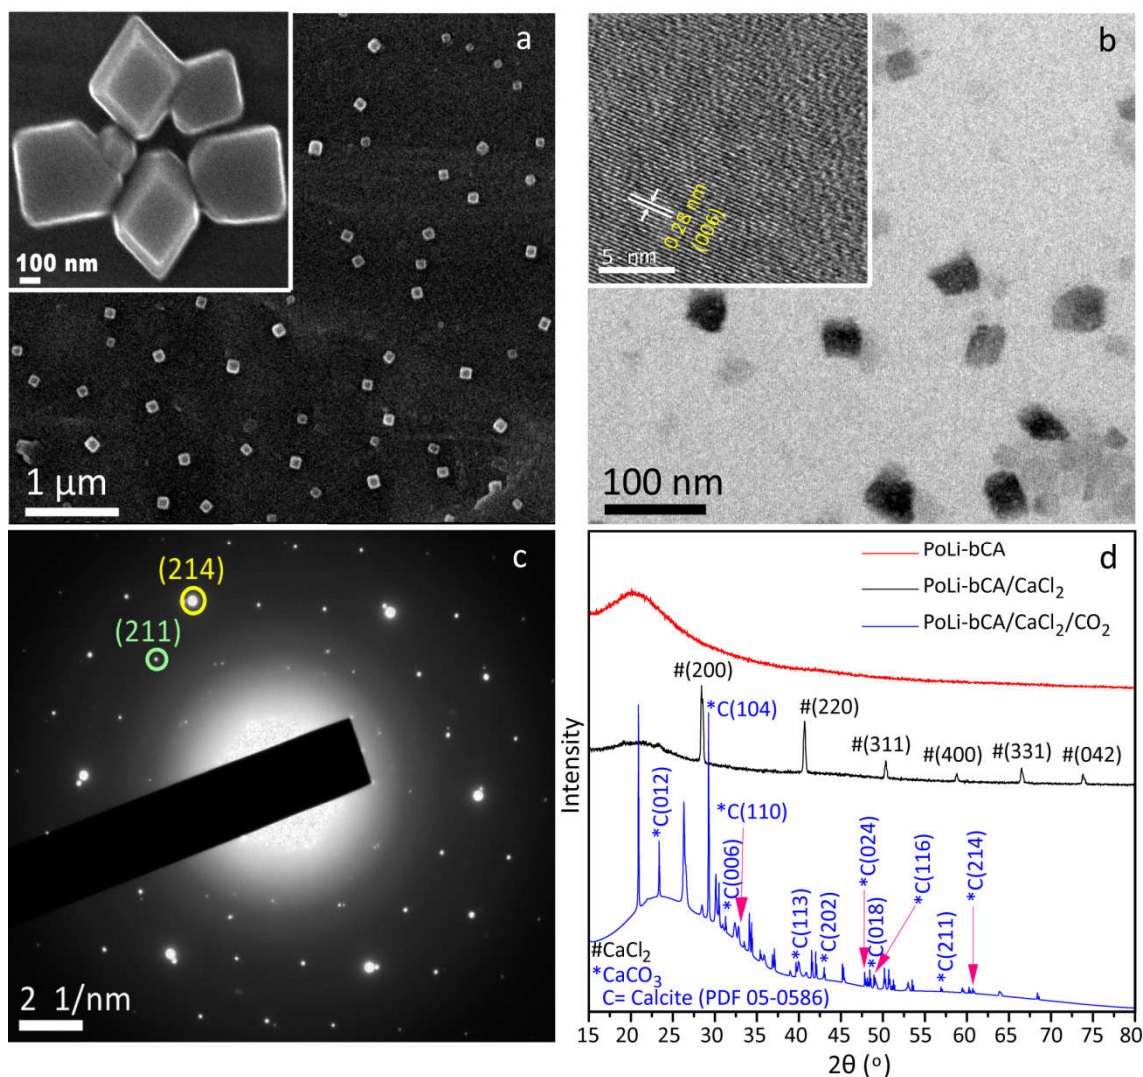 a
100 nm
1 μm
b
0.28 nm
(006)
5 nm
100 nm
c
(214)
(211)
2 1/nm
d
PoLi-bCA
PoLi-bCA/CaCl2
PoLi-bCA/CaCl2/CO2
#(200)
*C(104)
#(220)
#(311)
#(400)
#(331)
#(042)
*C(012)
*C(110)
*C(006)
*C(113)
*C(202)
*C(024)
*C(018)
*C(116)
*C(211)
*C(214)
#CaCl2
*CaCO3
C= Calcite (PDF 05-0586)
Intensity
15 20 25 30 35 40 45 50 55 60 65 70 75 80
2θ (º)